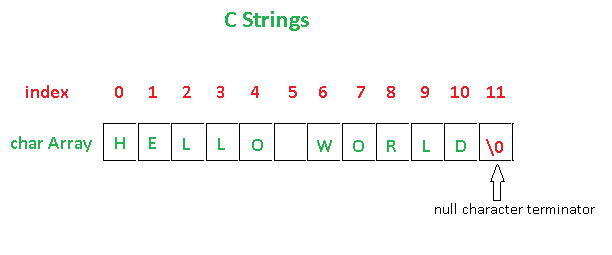 C Strings
index 0 1 2 3 4 5 6 7 8 9 10 11
char Array H E L L O W O R L D \0
null character terminator